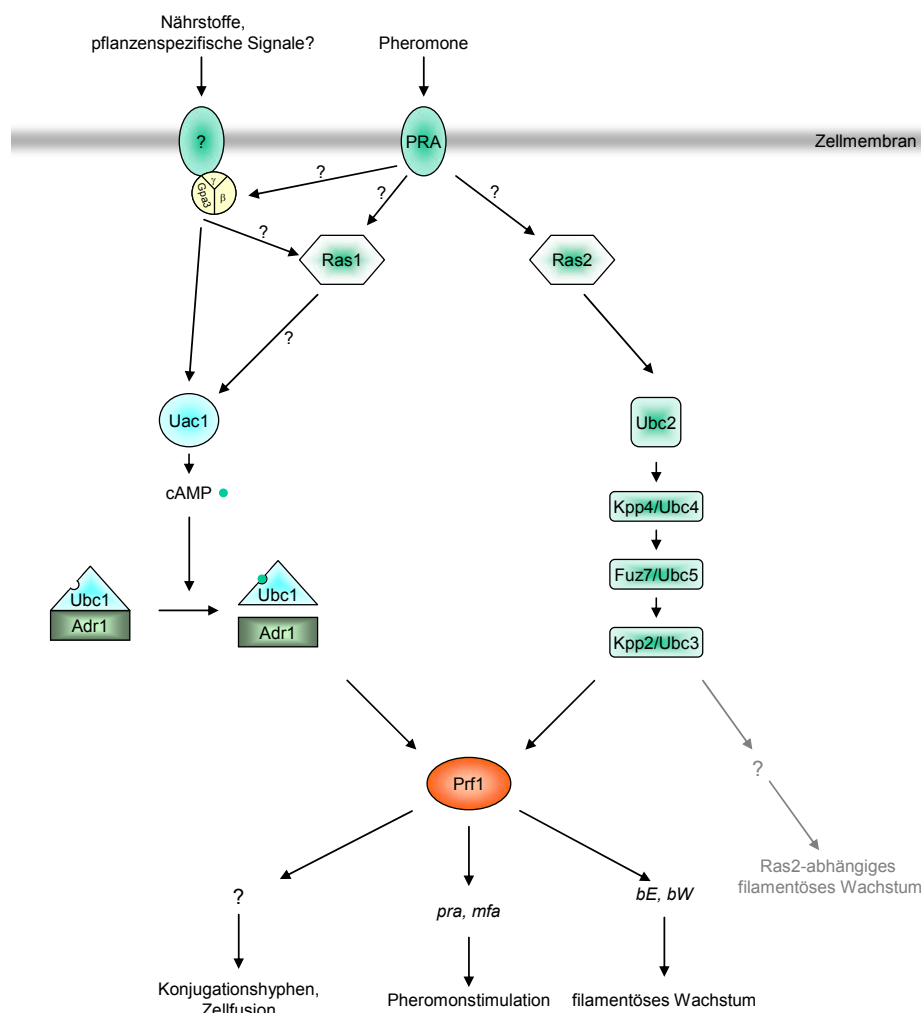 Nährstoffe,
pflanzenspezifische Signale?
Pheromone
?
PRA
Zellmembran
Gpa3
γ
β
?
?
?
?
Ras1
Ras2
?
Uac1
Ubc2
cAMP
Kpp4/Ubc4
Ubc1
Ubc1
Fuz7/Ubc5
Adr1
Adr1
Kpp2/Ubc3
Prf1
?
Ras2-abhängiges
filamentöses Wachstum
?
pra, mfa
bE, bW
Konjugationshyphen,
Zellfusion
Pheromonstimulation
filamentöses Wachstum